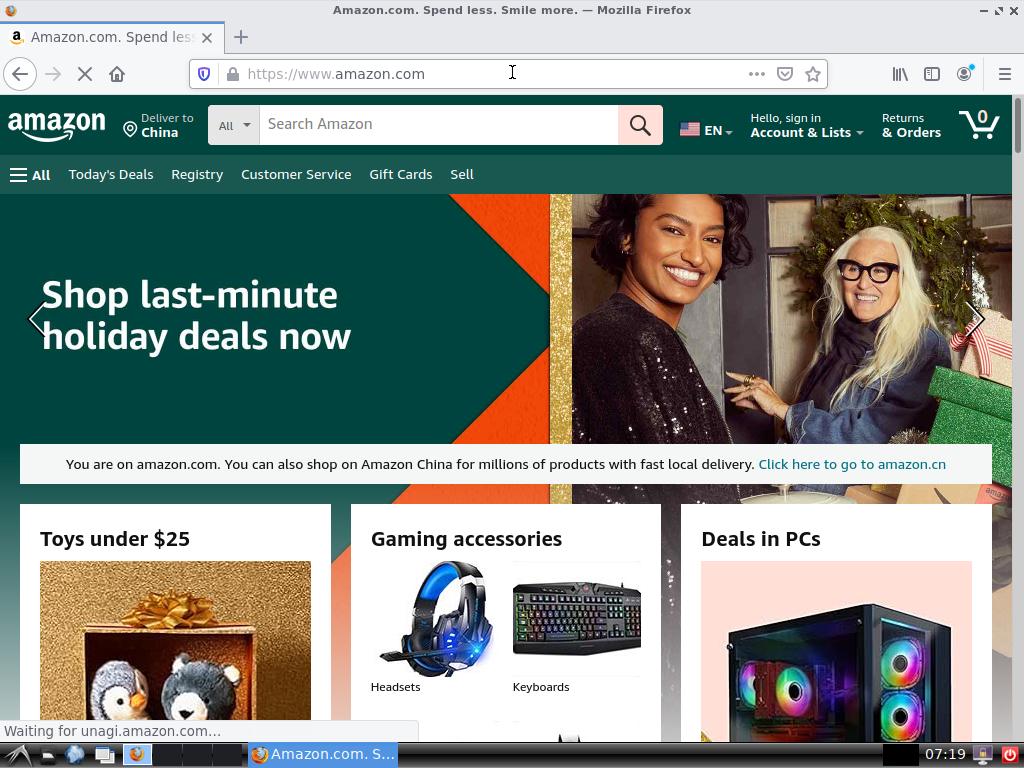 Amazon.com. Spend less. Smile more. — Mozilla Firefox
Amazon.com. Spend les
https://www.amazon.com
amazon
Deliver to
China
All
Search Amazon
EN
Hello, sign in
Account & Lists
Returns
& Orders
0
All
Today's Deals
Registry
Customer Service
Gift Cards
Sell
Shop last-minute
holiday deals now
You are on amazon.com. You can also shop on Amazon China for millions of products with fast local delivery. Click here to go to amazon.cn
Toys under $25
Gaming accessories
Deals in PCs
Headsets
Keyboards
Waiting for unagi.amazon.com...
Amazon.com. S...
07:19